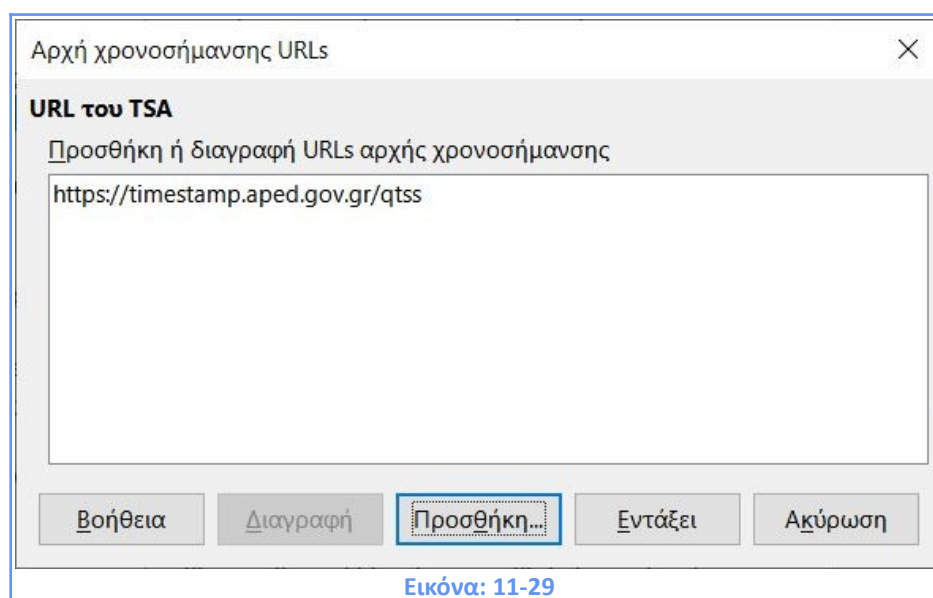 Αρχή χρονοσήμανσης URLs
URL του TSA
Προσθήκη ή διαγραφή URLs αρχής χρονοσήμανσης
https://timestamp.aped.gov.gr/qtss
Βοήθεια Διαγραφή Προσθήκη... Εντάξει Ακύρωση
Εικόνα: 11-29